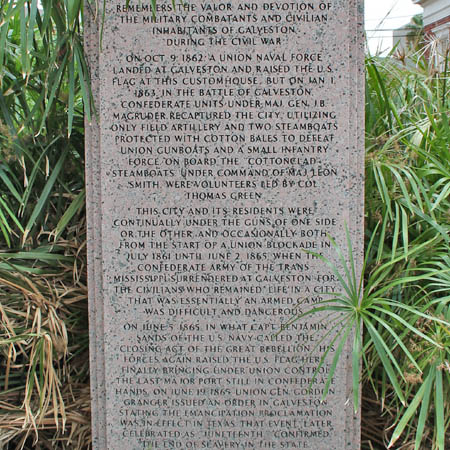 REMEMBERS THE VALOR AND DEVOTION OF
THE MILITARY COMBATANTS AND CIVILIAN
INHABITANTS OF GALVESTON
DURING THE CIVIL WAR
ON OCT. 9, 1862, A UNION NAVAL FORCE
LANDED AT GALVESTON AND RAISED THE U.S.
FLAG AT THIS CUSTOMHOUSE, BUT ON JAN. 1,
1863, IN THE BATTLE OF GALVESTON,
CONFEDERATE UNITS UNDER MAJ. GEN. J.B.
MAGRUDER RECAPTURED THE CITY, UTILIZING
ONLY FIELD ARTILLERY AND TWO STEAMBOATS
PROTECTED WITH COTTON BALES TO DEFEAT
UNION GUNBOATS AND A SMALL INFANTRY
FORCE. ON BOARD THE "COTTONCLAD"
STEAMBOATS, UNDER COMMAND OF MAJ. LEON
SMITH, WERE VOLUNTEERS LED BY COL.
THOMAS GREEN.
THIS CITY AND ITS RESIDENTS WERE
CONTINUALLY UNDER THE GUNS OF ONE SIDE
OR THE OTHER, AND OCCASIONALLY BOTH,
FROM THE START OF A UNION BLOCKADE IN
JULY 1861 UNTIL JUNE 2, 1865, WHEN THE
CONFEDERATE ARMY OF THE TRANS-
MISSISSIPPI SURRENDERED AT GALVESTON. FOR
THE CIVILIANS WHO REMAINED, LIFE IN A CITY
THAT WAS ESSENTIALLY AN ARMED CAMP
WAS DIFFICULT AND DANGEROUS.
ON JUNE 5, 1865, IN WHAT CAPT. BENJAMIN
SANDS OF THE U.S. NAVY CALLED THE
"CLOSING ACT OF THE GREAT REBELLION," HIS
FORCES AGAIN RAISED THE U.S. FLAG HERE,
FINALLY BRINGING UNDER UNION CONTROL
THE LAST MAJOR PORT STILL IN CONFEDERATE
HANDS. ON JUNE 19, 1865, UNION GEN. GORDON
GRANGER ISSUED AN ORDER IN GALVESTON
STATING THE EMANCIPATION PROCLAMATION
WAS IN EFFECT IN TEXAS. THAT EVENT, LATER
CELEBRATED AS "JUNETEENTH," CONFIRMED
THE END OF SLAVERY IN THE STATE.